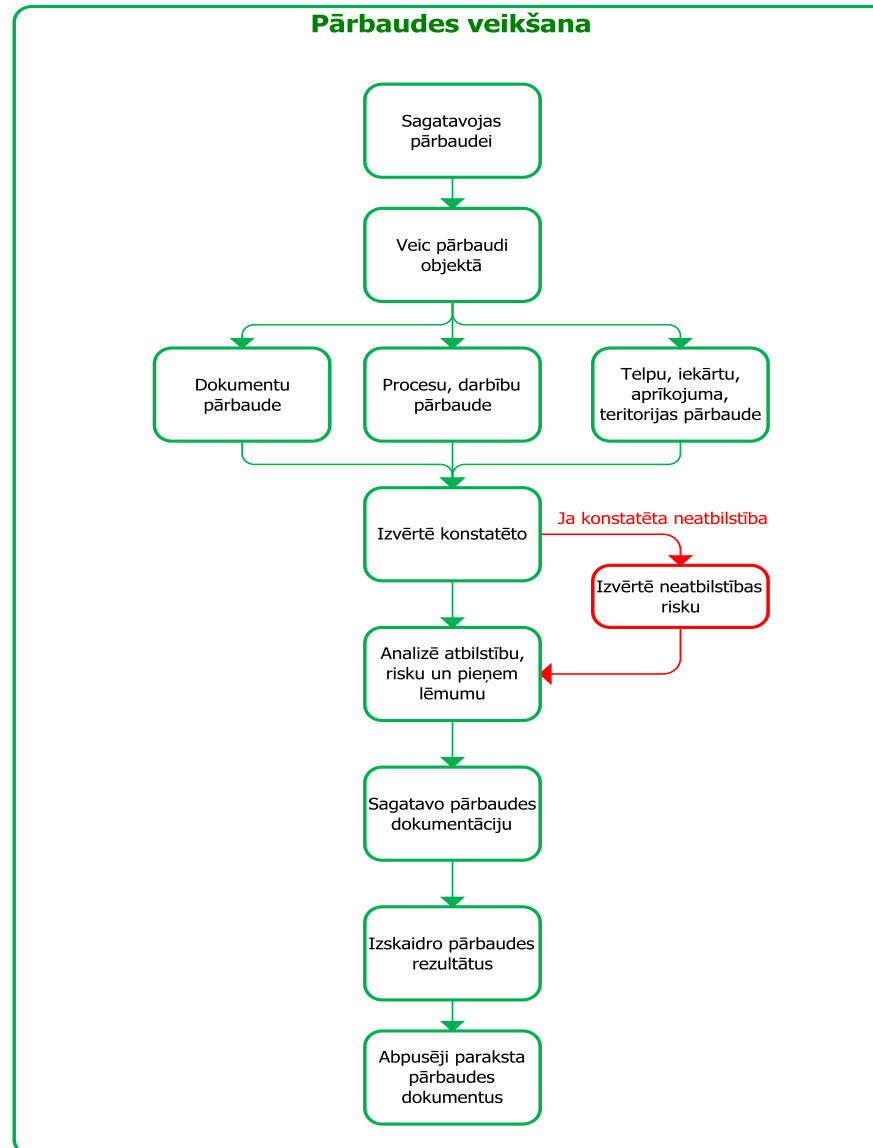 Pārbaudes veikšana
Sagatavojas
pārbaudei
Veic pārbaudi
objektā
Dokumentu
pārbaude
Procesu, darbību
pārbaude
Telpu, iekārtu,
aprīkojuma,
teritorijas pārbaude
Izvērtē konstatēto
Ja konstatēta neatbilstība
Izvērtē neatbilstības
risku
Analizē atbilstību,
risku un pieņem
lēmumu
Sagatavo pārbaudes
dokumentāciju
Izskaidro pārbaudes
rezultātus
Abpusēji paraksta
pārbaudes
dokumentus